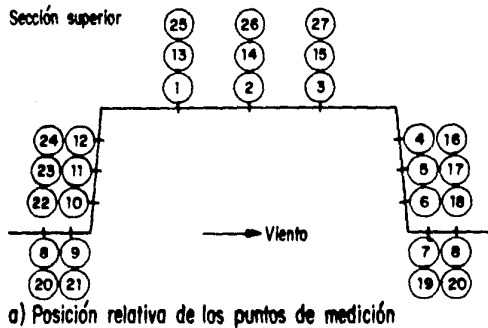 Sección superior
25 26 27
13 14 15
1 2 3
24 12 4 16
23 11 5 17
22 10 6 18
Viento
8 9 7 8
20 21 19 20
a) Posición relativa de los puntos de medición